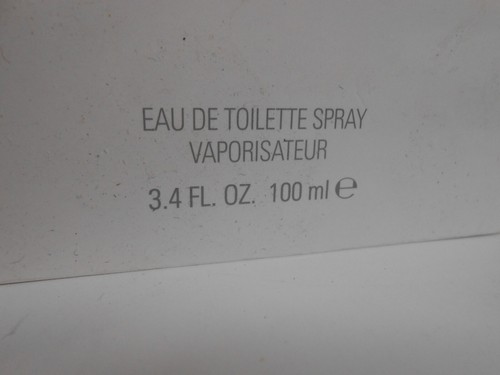 EAU DE TOILETTE SPRAY
VAPORISATEUR
3.4 FL. OZ. 100 ml ℮